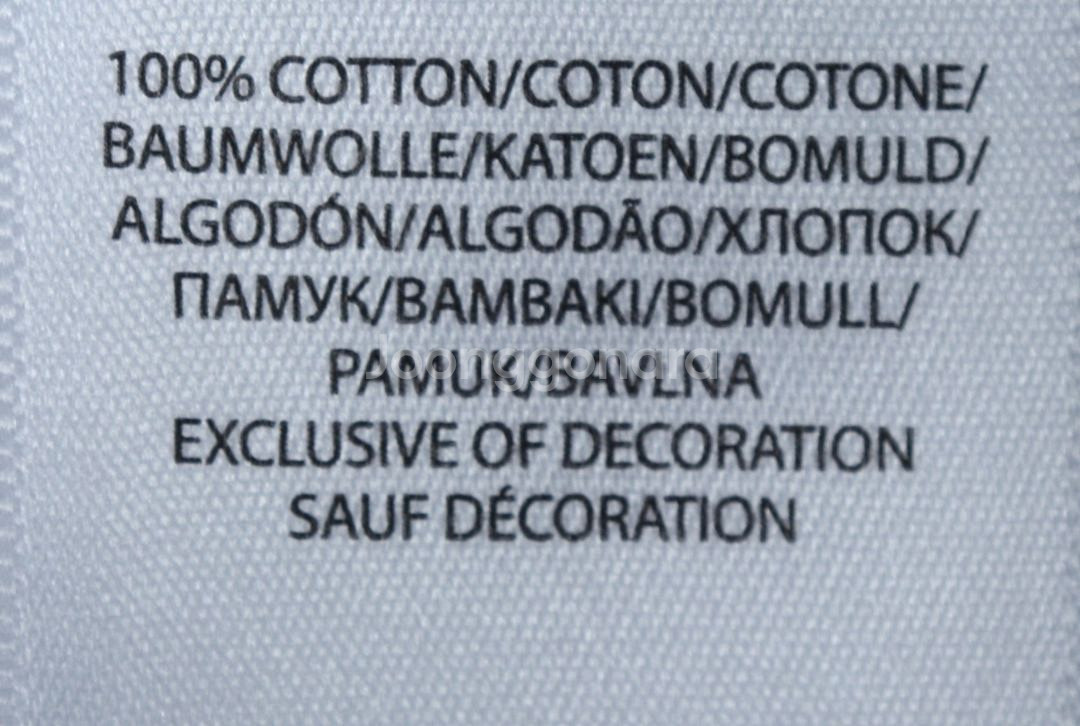 100% COTTON/COTON/COTONE/
BAUMWOLLE/KATOEN/BOMULD/
ALGODÓN/ALGODÃO/ХЛОПОК/
ПАМУК/BAMBAKI/BOMULL/
PAMUK/BAVLNA
Joonggonara
EXCLUSIVE OF DECORATION
SAUF DÉCORATION